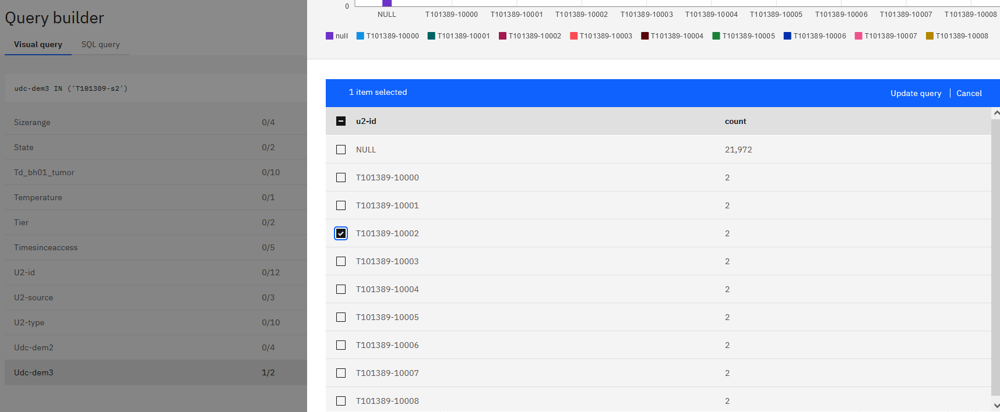 Query builder
Visual query
SQL query
udc-dem3 IN ('T101389-s2')
Sizerange 0/4
State 0/2
Td_bh01_tumor 0/10
Temperature 0/1
Tier 0/2
Timesinceaccess 0/5
U2-id 0/12
U2-source 0/3
U2-type 0/10
Udc-dem2 0/4
Udc-dem3 1/2
0
NULL T101389-10000 T101389-10001 T101389-10002 T101389-10003 T101389-10004 T101389-10005 T101389-10006 T101389-10007 T101389-10008
null T101389-10000 T101389-10001 T101389-10002 T101389-10003 T101389-10004 T101389-10005 T101389-10006 T101389-10007 T101389-10008
1 item selected
Update query | Cancel
u2-id count
NULL 21,972
T101389-10000 2
T101389-10001 2
T101389-10002 2
T101389-10003 2
T101389-10004 2
T101389-10005 2
T101389-10006 2
T101389-10007 2
T101389-10008 2